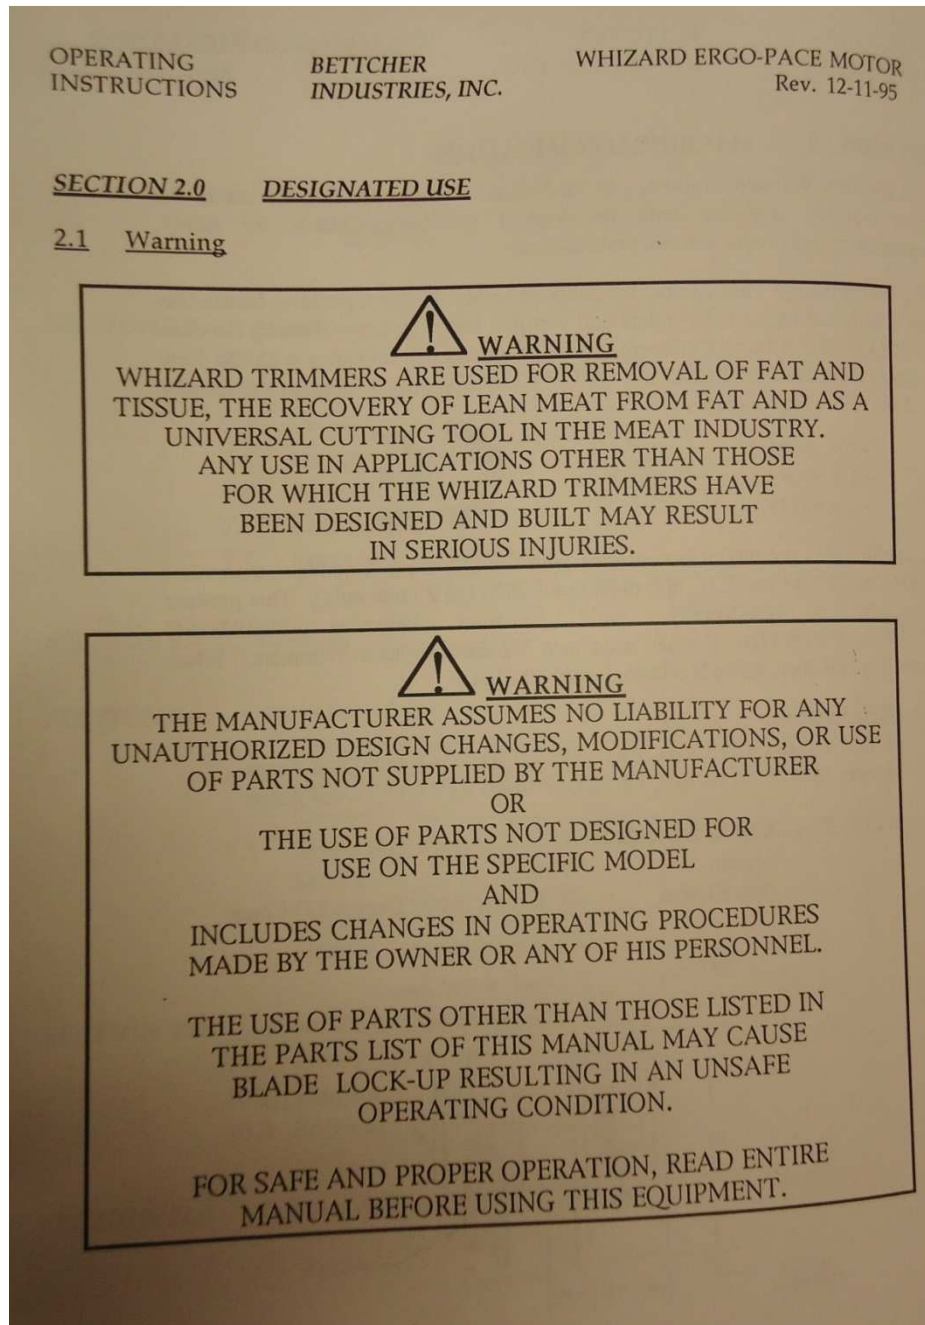 OPERATING
INSTRUCTIONS
BETTCHER
INDUSTRIES, INC.
WHIZARD ERGO-PACE MOTOR
Rev. 12-11-95
SECTION 2.0 DESIGNATED USE
2.1 Warning
WARNING
WHIZARD TRIMMERS ARE USED FOR REMOVAL OF FAT AND
TISSUE, THE RECOVERY OF LEAN MEAT FROM FAT AND AS A
UNIVERSAL CUTTING TOOL IN THE MEAT INDUSTRY.
ANY USE IN APPLICATIONS OTHER THAN THOSE
FOR WHICH THE WHIZARD TRIMMERS HAVE
BEEN DESIGNED AND BUILT MAY RESULT
IN SERIOUS INJURIES.
WARNING
THE MANUFACTURER ASSUMES NO LIABILITY FOR ANY
UNAUTHORIZED DESIGN CHANGES, MODIFICATIONS, OR USE
OF PARTS NOT SUPPLIED BY THE MANUFACTURER
OR
THE USE OF PARTS NOT DESIGNED FOR
USE ON THE SPECIFIC MODEL
AND
INCLUDES CHANGES IN OPERATING PROCEDURES
MADE BY THE OWNER OR ANY OF HIS PERSONNEL.
THE USE OF PARTS OTHER THAN THOSE LISTED IN
THE PARTS LIST OF THIS MANUAL MAY CAUSE
BLADE LOCK-UP RESULTING IN AN UNSAFE
OPERATING CONDITION.
FOR SAFE AND PROPER OPERATION, READ ENTIRE
MANUAL BEFORE USING THIS EQUIPMENT.